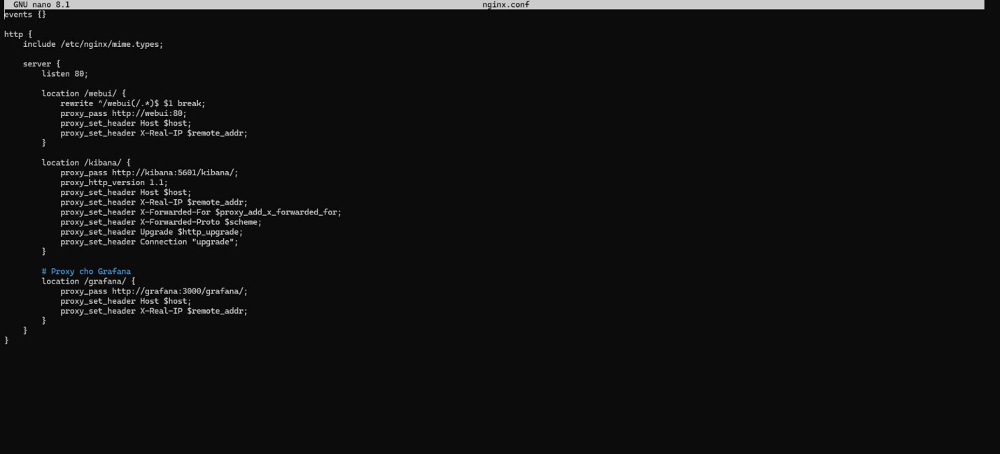 GNU nano 8.1 nginx.conf
events {}
http {
    include /etc/nginx/mime.types;
    server {
        listen 80;
        location /webui/ {
            rewrite ^/webui(/.*)$ $1 break;
            proxy_pass http://webui:80;
            proxy_set_header Host $host;
            proxy_set_header X-Real-IP $remote_addr;
        }
        location /kibana/ {
            proxy_pass http://kibana:5601/kibana/;
            proxy_http_version 1.1;
            proxy_set_header Host $host;
            proxy_set_header X-Real-IP $remote_addr;
            proxy_set_header X-Forwarded-For $proxy_add_x_forwarded_for;
            proxy_set_header X-Forwarded-Proto $scheme;
            proxy_set_header Upgrade $http_upgrade;
            proxy_set_header Connection "upgrade";
        }
        # Proxy cho Grafana
        location /grafana/ {
            proxy_pass http://grafana:3000/grafana/;
            proxy_set_header Host $host;
            proxy_set_header X-Real-IP $remote_addr;
        }
    }
}